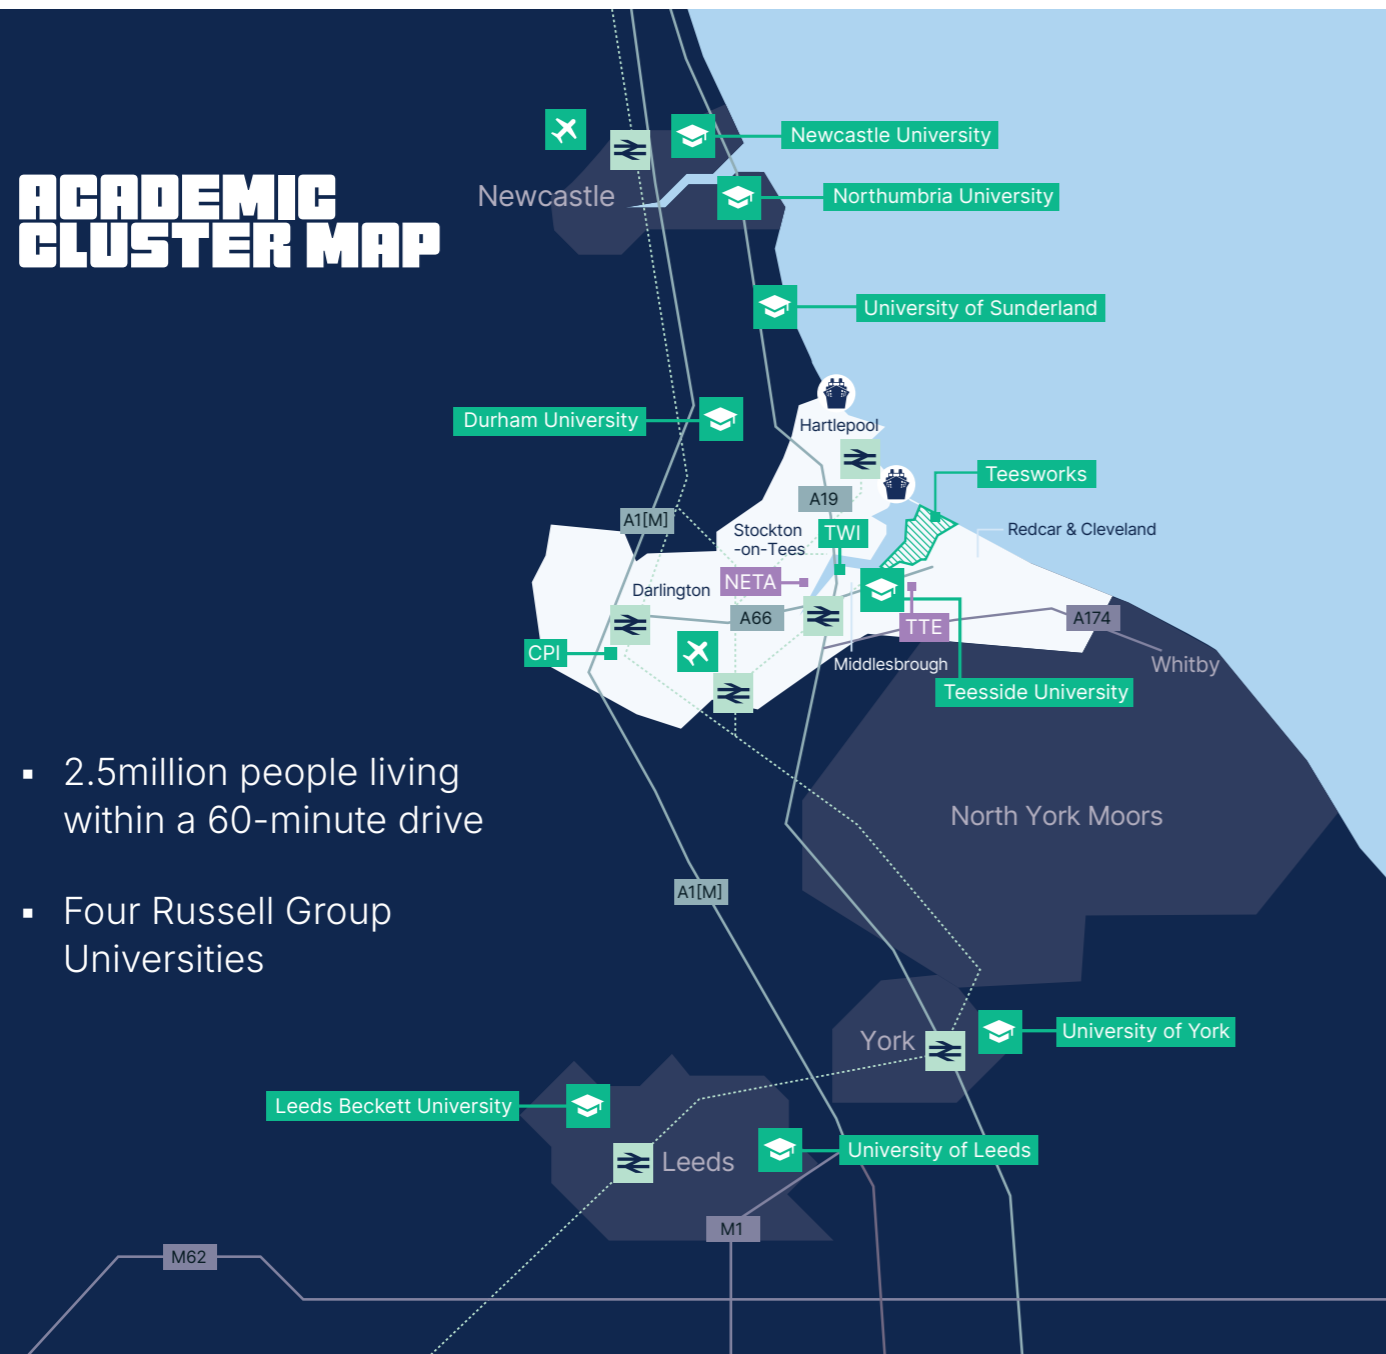 ACADEMIC
CLUSTER MAP
Newcastle University
Newcastle
Northumbria University
University of Sunderland
Durham University
Hartlepool
Teesworks
A19
A1[M]
Stockton
-on-Tees
TWI
Redcar & Cleveland
NETA
Darlington
A66
TTE
A174
CPI
Middlesbrough
Whitby
Teesside University
▪ 2.5million people living
within a 60-minute drive
North York Moors
A1[M]
▪ Four Russell Group
Universities
York
University of York
Leeds Beckett University
Leeds
University of Leeds
M1
M62